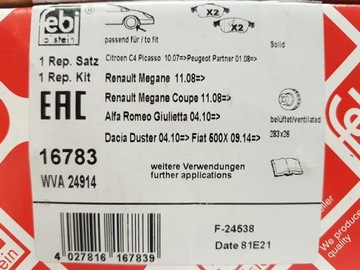 febi
bilstein
passend für / to fit
X2
X2
Solid
1 Rep. Satz
1 Rep. Kit
Citroen C4 Picasso 10.07=>Peugeot Partner 01.08=>
Renault Megane 11.08=>
Renault Megane Coupe 11.08=>
Alfa Romeo Giulietta 04.10=>
Dacia Duster 04.10=> Fiat 500X 09.14=>
belüftet/ventilated
283x26
EAC
16783
WVA 24914
weitere Verwendungen
further applications
4 027816 167839
F-24538
Date 81E21